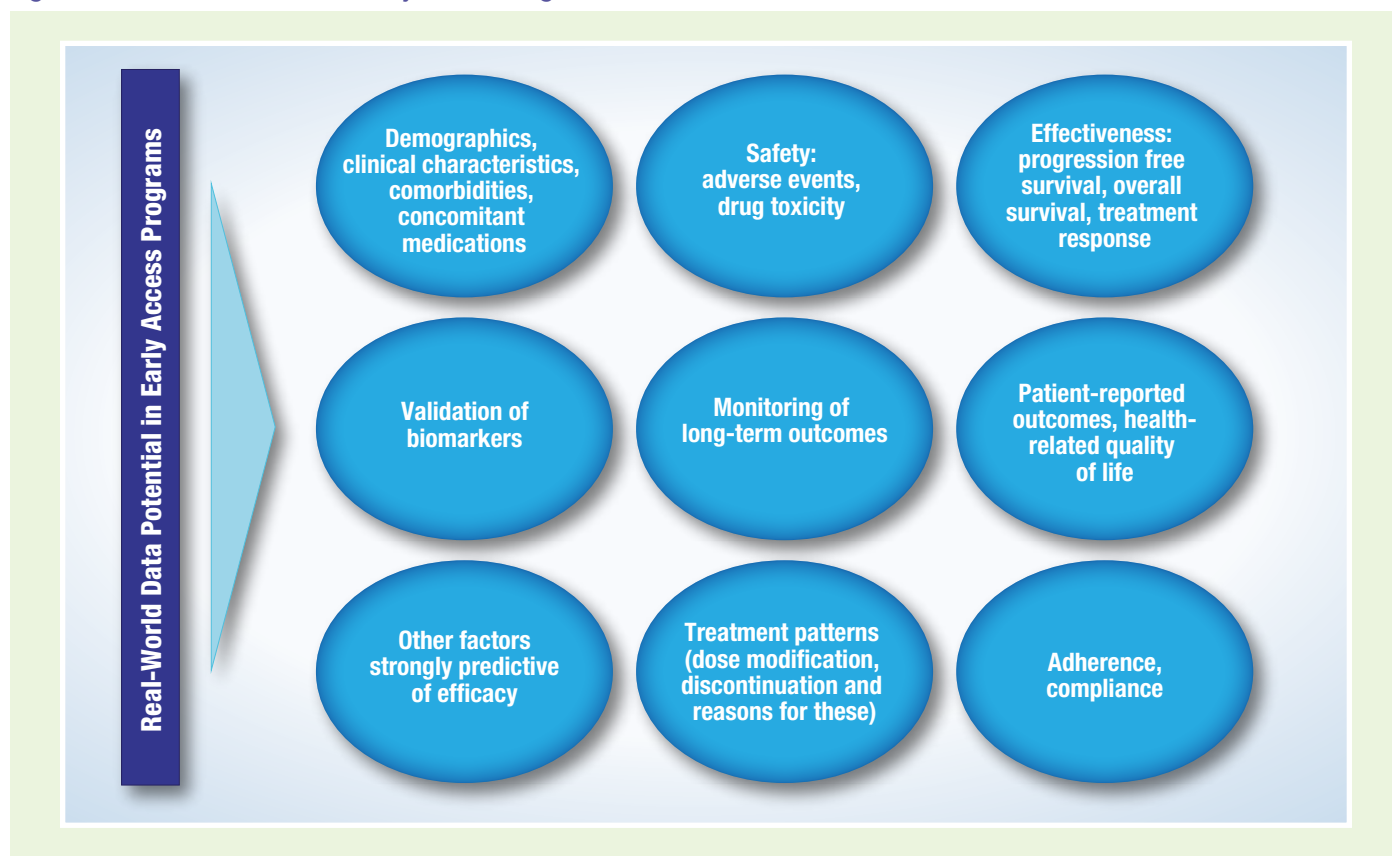 Real-World Data Potential in Early Access Programs
Demographics,
clinical characteristics,
comorbidities,
concomitant
medications
Safety:
adverse events,
drug toxicity
Effectiveness:
progression free
survival, overall
survival, treatment
response
Validation of
biomarkers
Monitoring of
long-term outcomes
Patient-reported
outcomes, health-
related quality
of life
Other factors
strongly predictive
of efficacy
Treatment patterns
(dose modification,
discontinuation and
reasons for these)
Adherence,
compliance